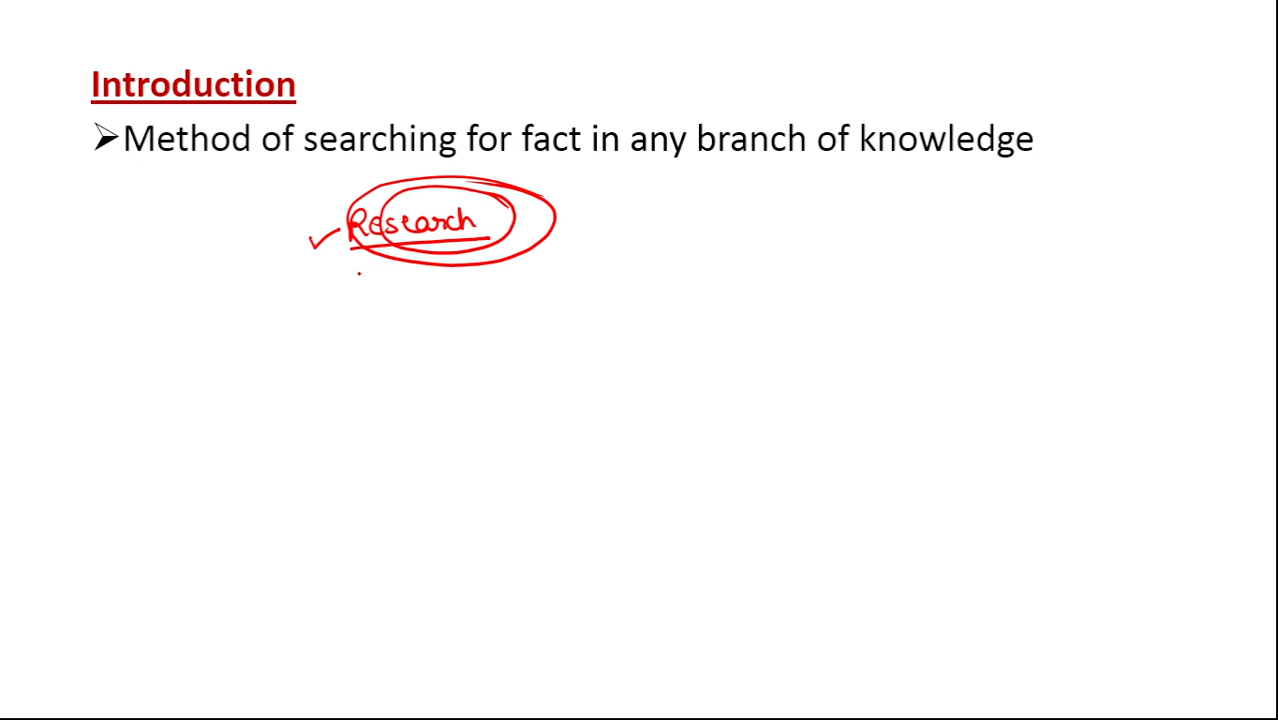 Introduction
➢Method of searching for fact in any branch of knowledge
✓Research